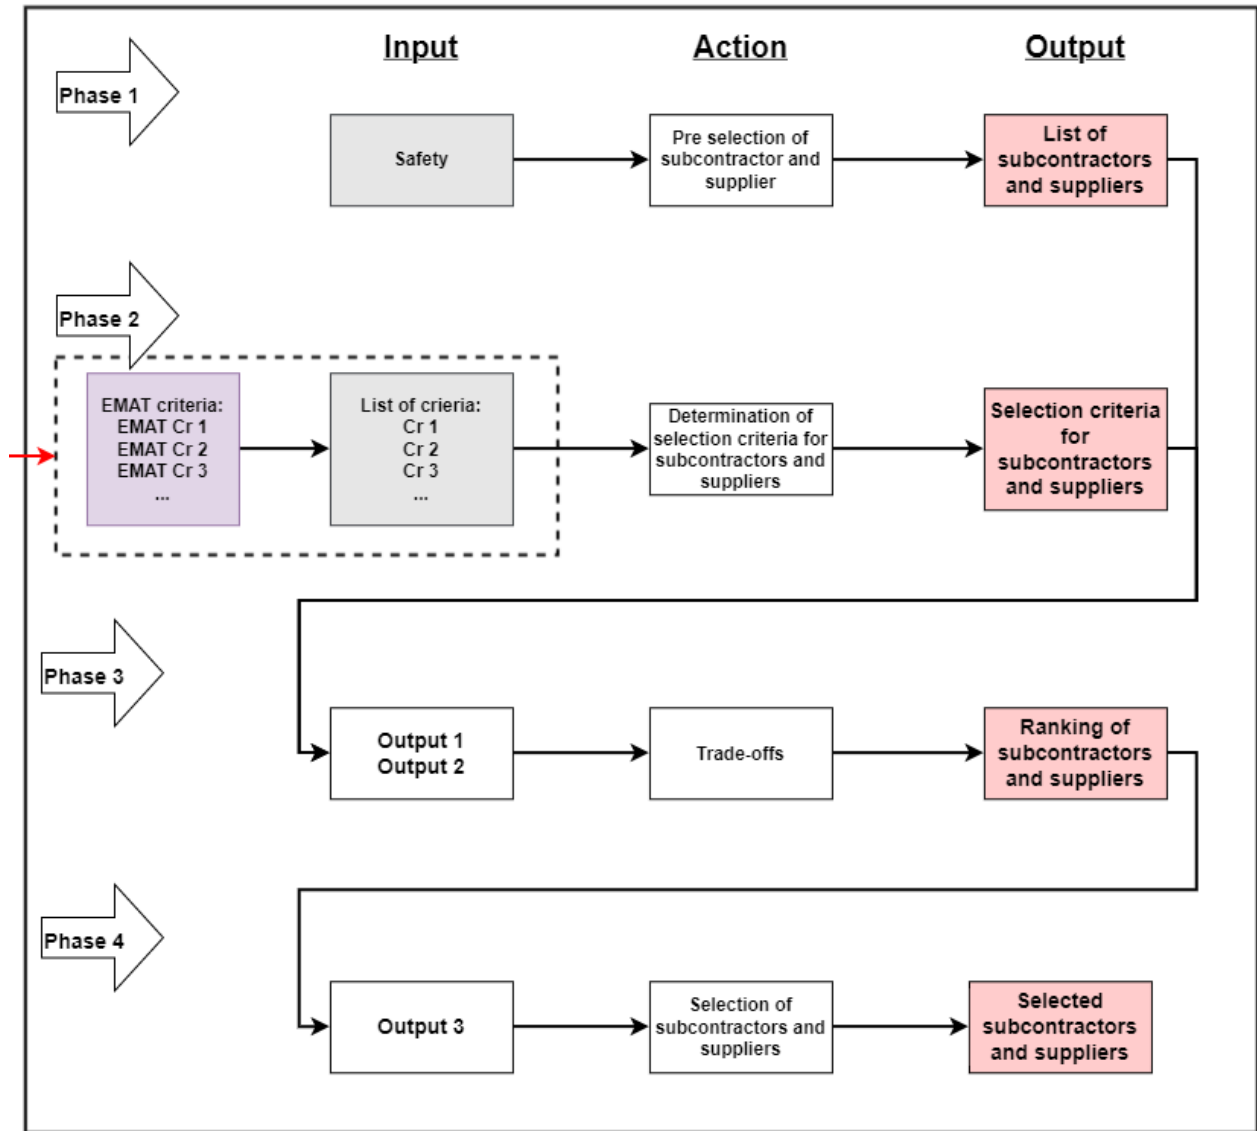 Input
Action
Output
Phase 1
Safety
Pre selection of
subcontractor and
supplier
List of
subcontractors
and suppliers
Phase 2
EMAT criteria:
EMAT Cr 1
EMAT Cr 2
EMAT Cr 3
...
List of crieria:
Cr 1
Cr 2
Cr 3
...
Determination of
selection criteria for
subcontractors and
suppliers
Selection criteria
for
subcontractors
and suppliers
Phase 3
Output 1
Output 2
Trade-offs
Ranking of
subcontractors
and suppliers
Phase 4
Output 3
Selection of
subcontractors and
suppliers
Selected
subcontractors
and suppliers